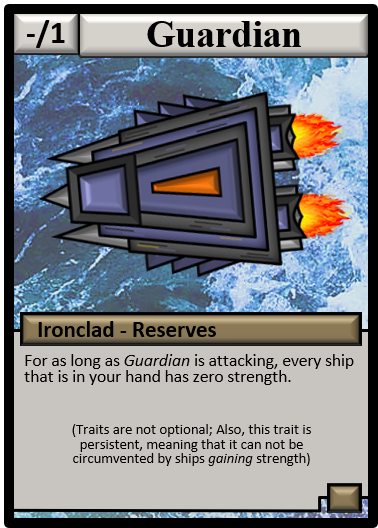 -/1 Guardian
Ironclad - Reserves
For as long as Guardian is attacking, every ship
that is in your hand has zero strength.
(Traits are not optional; Also, this trait is
persistent, meaning that it can not be
circumvented by ships gaining strength)